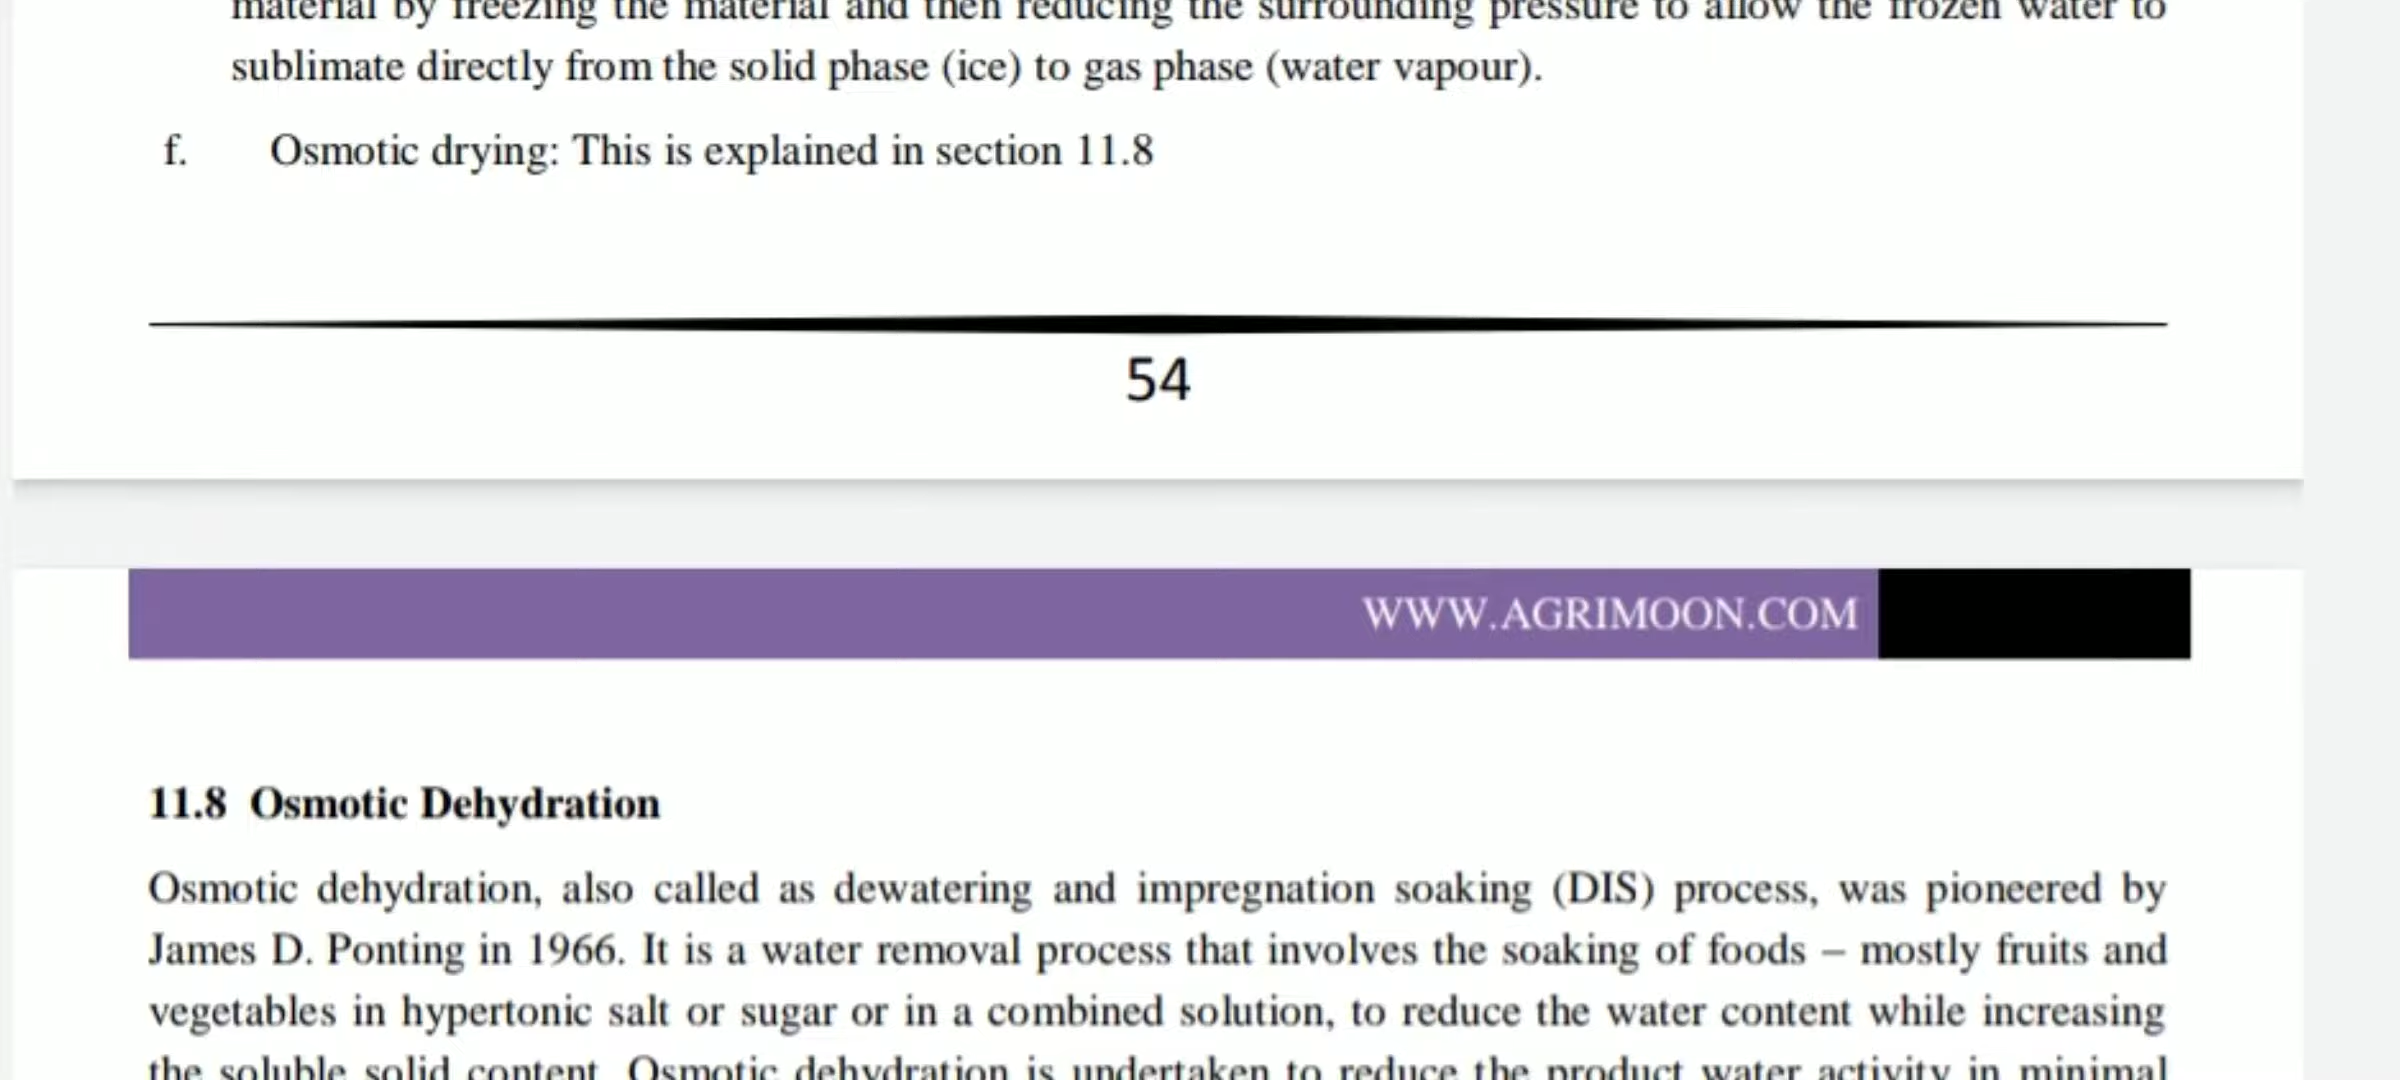 material by freezing the material and then reducing the surrounding pressure to allow the frozen water to
sublimate directly from the solid phase (ice) to gas phase (water vapour).
f. Osmotic drying: This is explained in section 11.8
54
WWW.AGRIMOON.COM
11.8 Osmotic Dehydration
Osmotic dehydration, also called as dewatering and impregnation soaking (DIS) process, was pioneered by
James D. Ponting in 1966. It is a water removal process that involves the soaking of foods – mostly fruits and
vegetables in hypertonic salt or sugar or in a combined solution, to reduce the water content while increasing
the soluble solid content. Osmotic dehydration is undertaken to reduce the product water activity in minimal